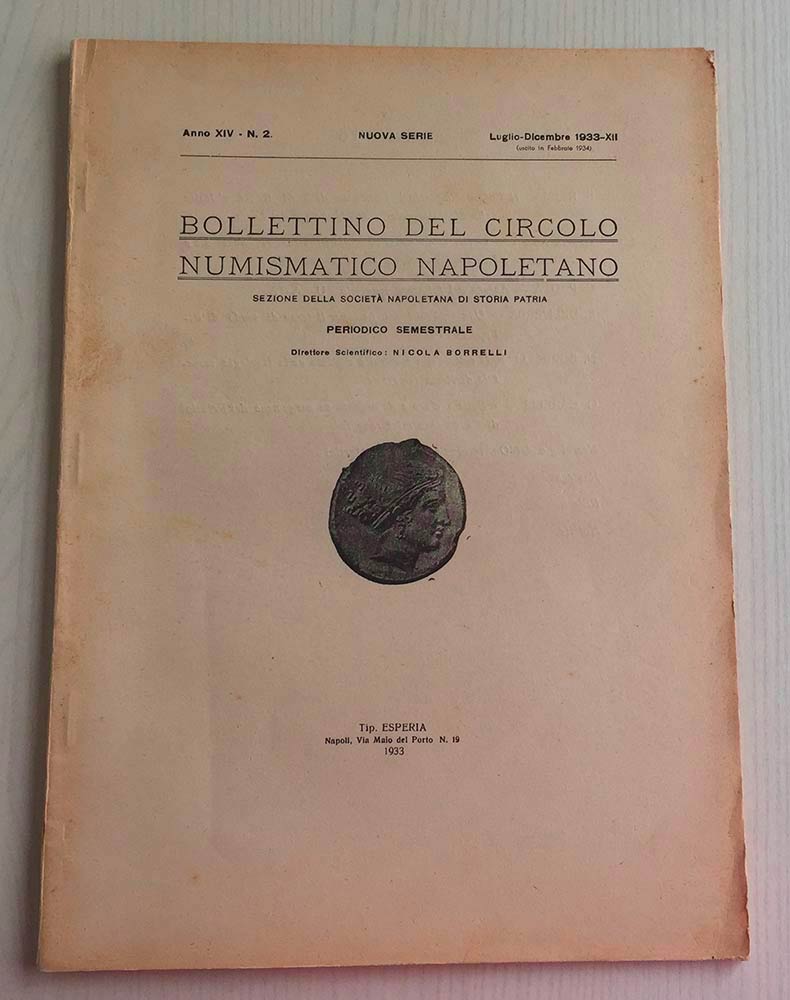 Anno XIV - N. 2. NUOVA SERIE Luglio-Dicembre 1933-XII
(uscito in Febbraio 1934)
BOLLETTINO DEL CIRCOLO
NUMISMATICO NAPOLETANO
SEZIONE DELLA SOCIETÀ NAPOLETANA DI STORIA PATRIA
PERIODICO SEMESTRALE
Direttore Scientifico: NICOLA BORRELLI
Tip. ESPERIA
Napoli, Via Maio del Porto N. 19
1933